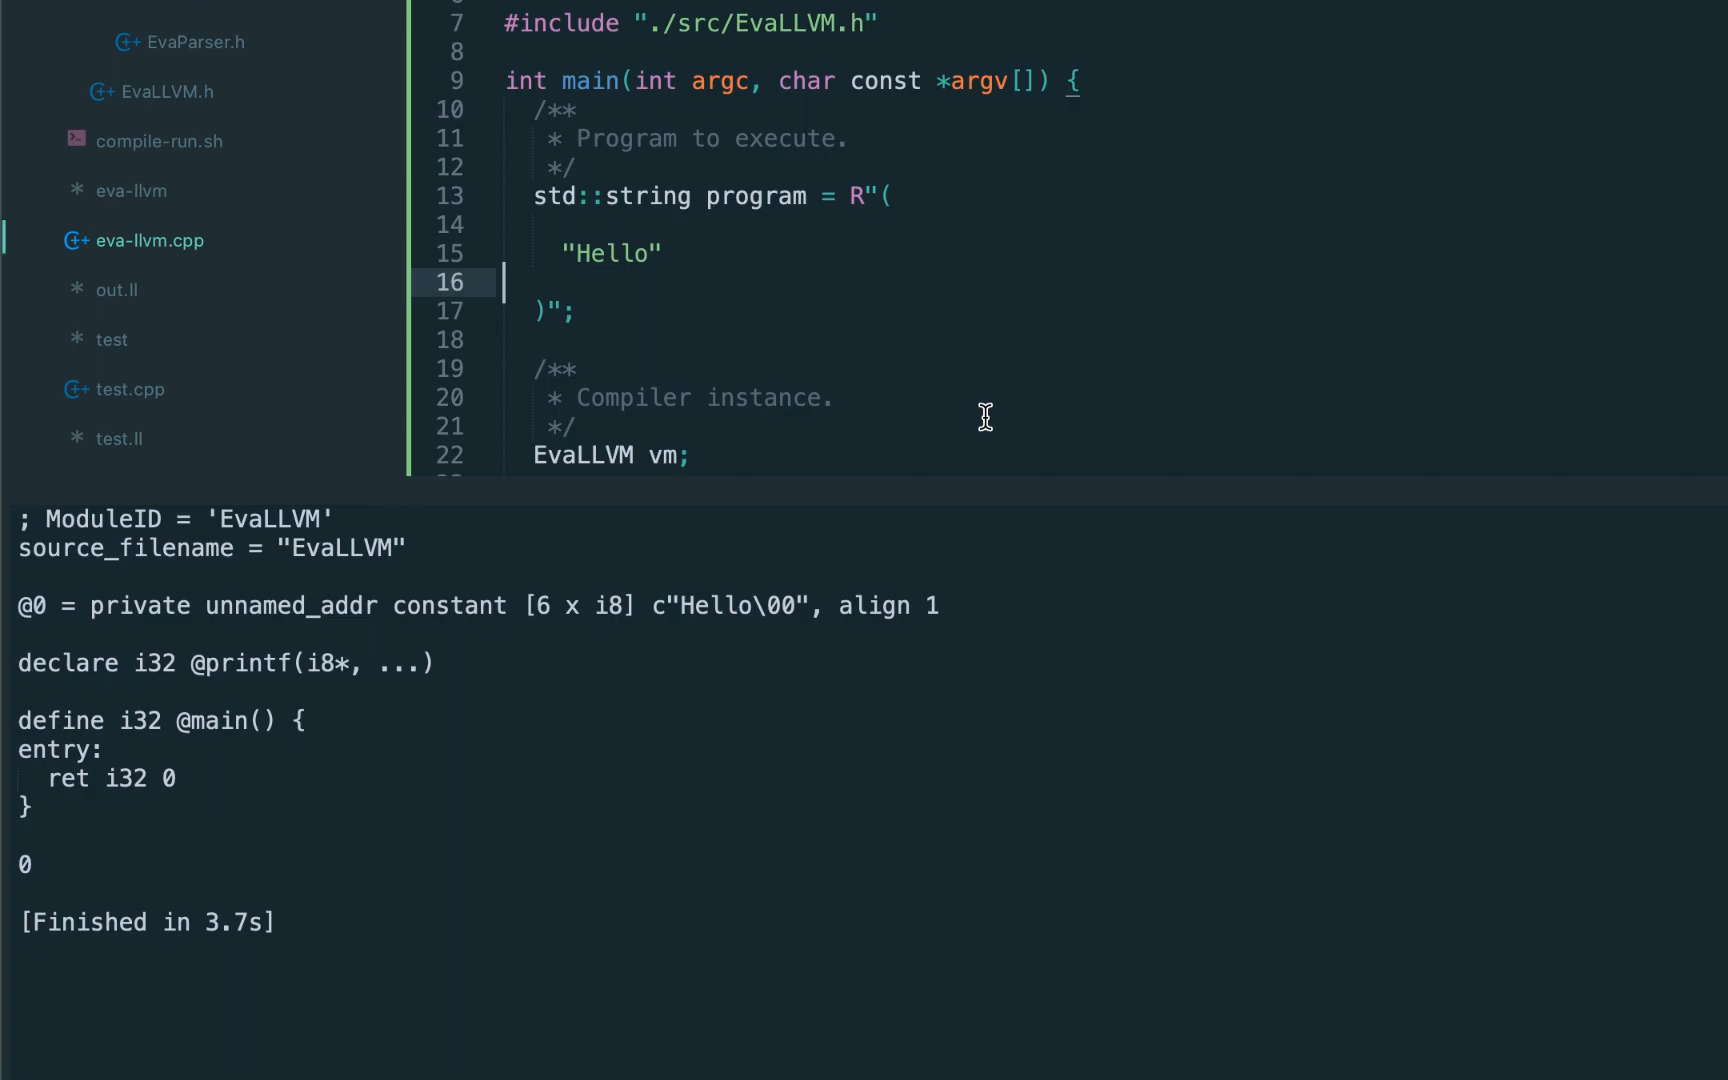 EvaParser.h
EvaLLVM.h
compile-run.sh
* eva-llvm
eva-llvm.cpp
* out.ll
* test
test.cpp
* test.ll
7 #include "./src/EvaLLVM.h"
8
9 int main(int argc, char const *argv[]) {
10 /**
11 * Program to execute.
12 */
13 std::string program = R"(
14
15 "Hello"
16
17 )";
18
19 /**
20 * Compiler instance.
21 */
22 EvaLLVM vm;
; ModuleID = 'EvaLLVM'
source_filename = "EvaLLVM"
@0 = private unnamed_addr constant [6 x i8] c"Hello\00", align 1
declare i32 @printf(i8*, ...)
define i32 @main() {
entry:
ret i32 0
}
0
[Finished in 3.7s]